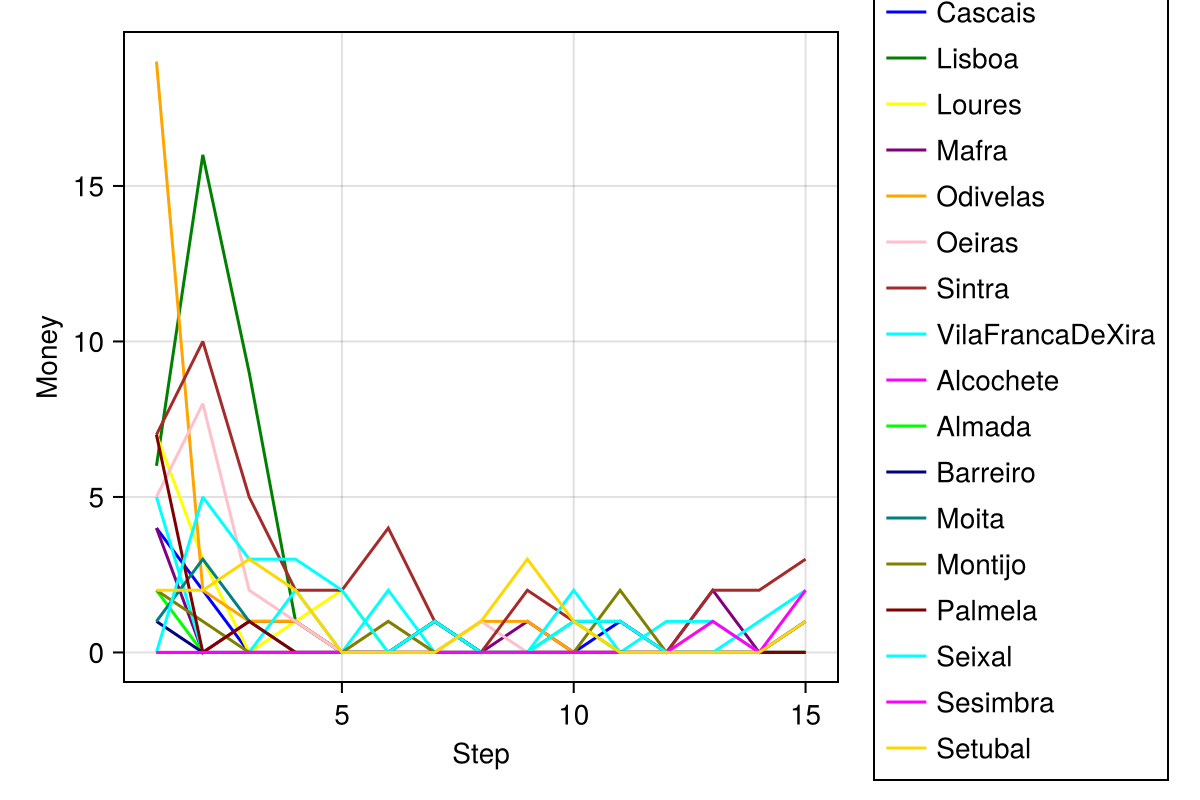 Cascais
Lisboa
Loures
Mafra
Odivelas
Oeiras
Sintra
VilaFrancaDeXira
Alcochete
Almada
Barreiro
Moita
Montijo
Palmela
Seixal
Sesimbra
Setubal
Money
15
10
5
0
5 10 15
Step